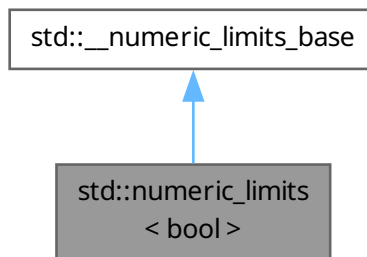 std::__numeric_limits_base
std::numeric_limits
< bool >